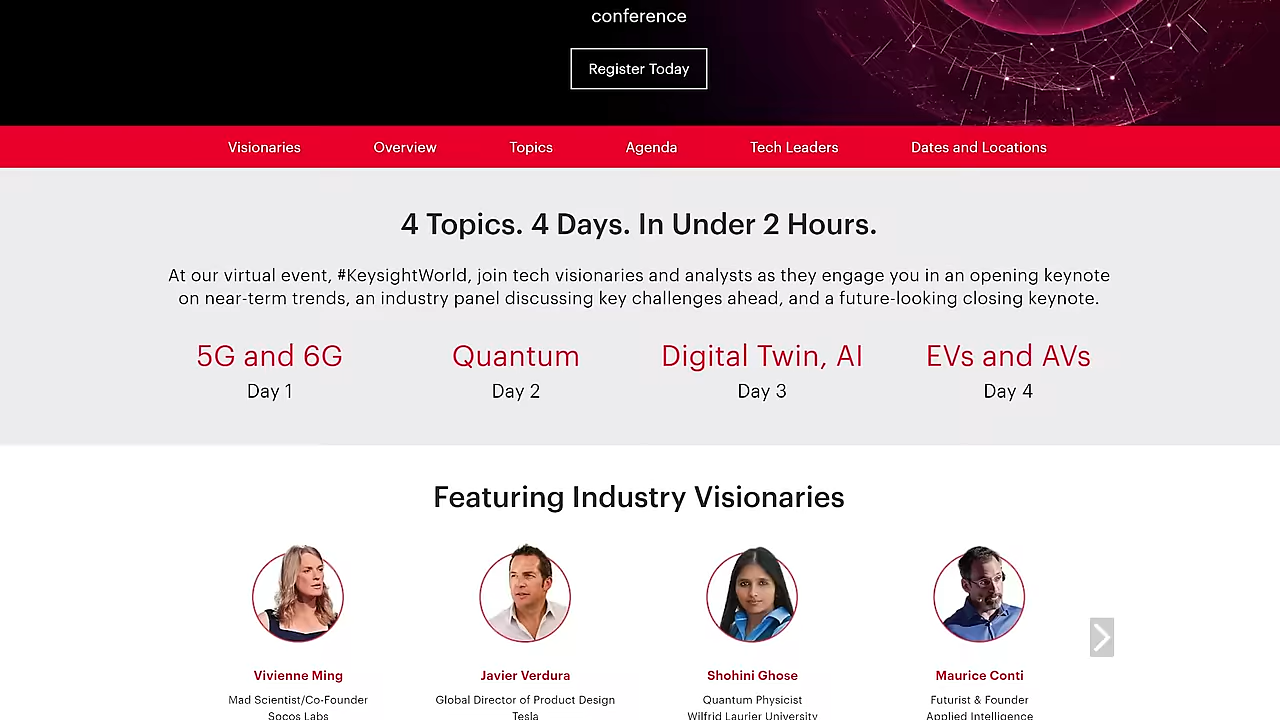 conference
Register Today
Visionaries Overview Topics Agenda Tech Leaders Dates and Locations
4 Topics. 4 Days. In Under 2 Hours.
At our virtual event, #KeysightWorld, join tech visionaries and analysts as they engage you in an opening keynote
on near-term trends, an industry panel discussing key challenges ahead, and a future-looking closing keynote.
5G and 6G
Day 1
Quantum
Day 2
Digital Twin, AI
Day 3
EVs and AVs
Day 4
Featuring Industry Visionaries
Vivienne Ming
Mad Scientist/Co-Founder
Socos Labs
Javier Verdura
Global Director of Product Design
Tesla
Shohini Ghose
Quantum Physicist
Wilfrid Laurier University
Maurice Conti
Futurist & Founder
Applied Intelligence